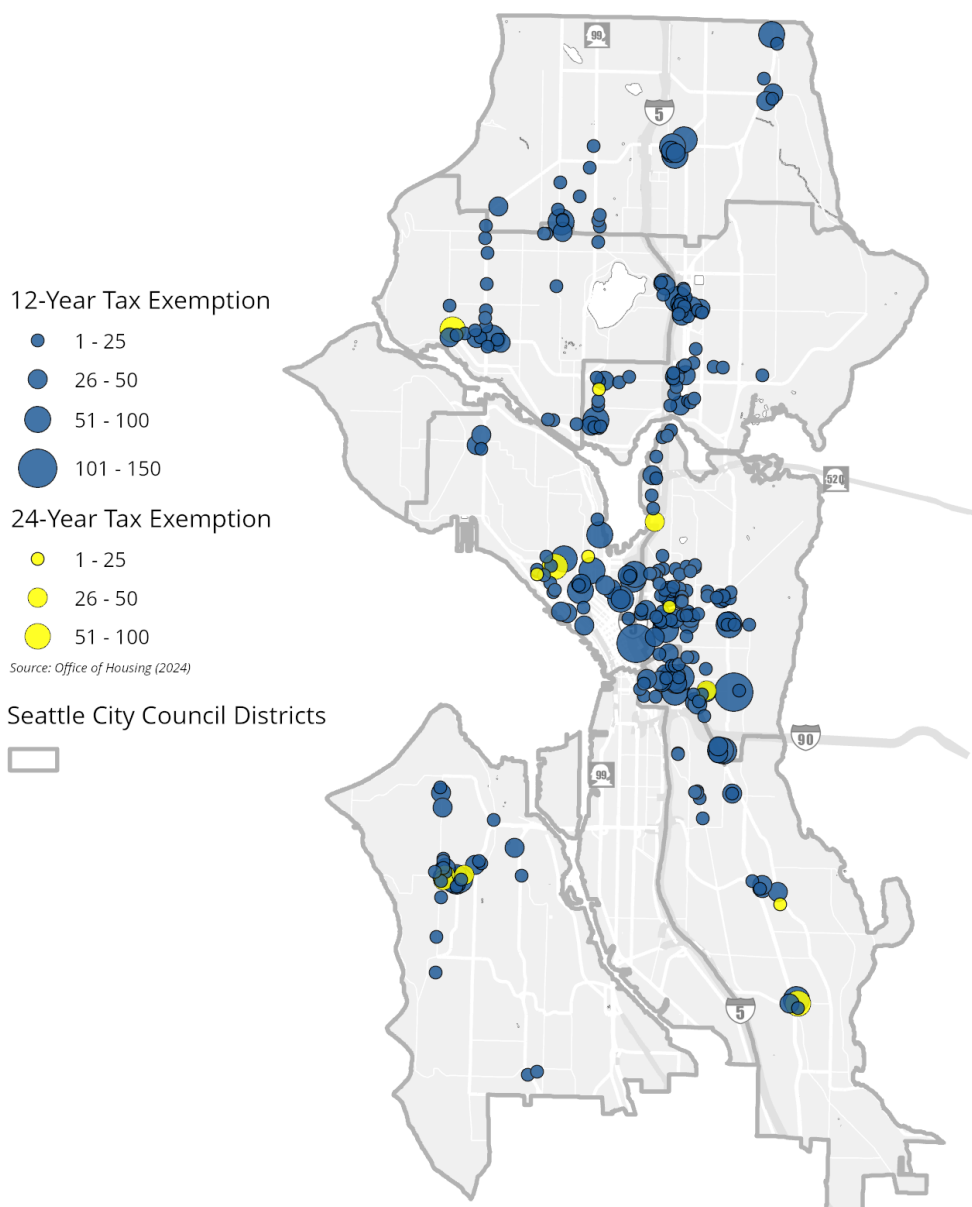 99
5
12-Year Tax Exemption
1 - 25
26 - 50
51 - 100
101 - 150
520
24-Year Tax Exemption
1 - 25
26 - 50
51 - 100
Source: Office of Housing (2024)
Seattle City Council Districts
90
99
5